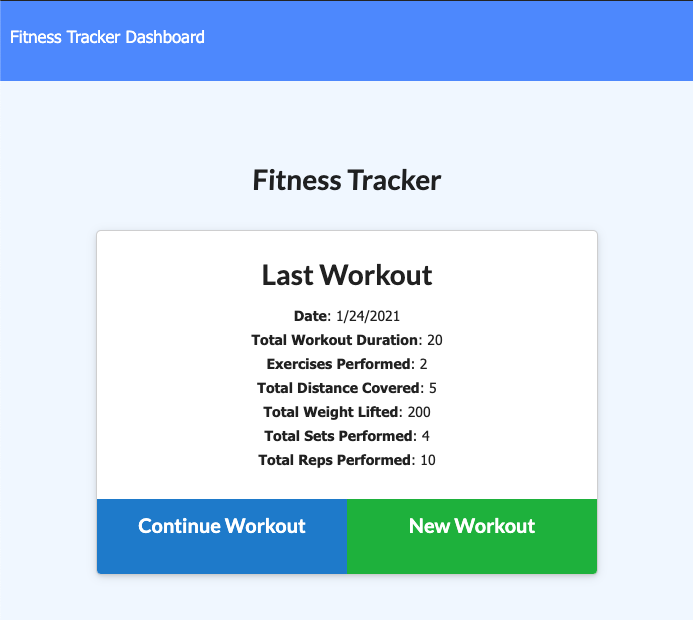 Fitness Tracker Dashboard
Fitness Tracker
Last Workout
Date: 1/24/2021
Total Workout Duration: 20
Exercises Performed: 2
Total Distance Covered: 5
Total Weight Lifted: 200
Total Sets Performed: 4
Total Reps Performed: 10
Continue Workout
New Workout